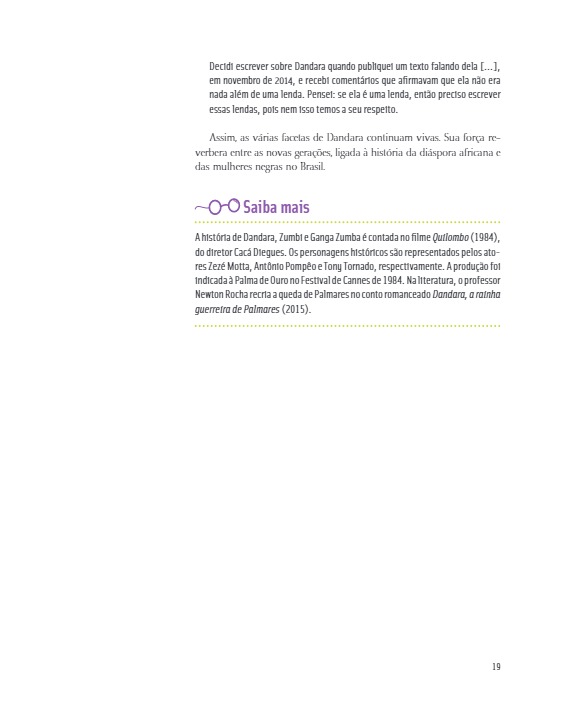 Decidi escrever sobre Dandara quando publiquei um texto falando dela [...],
em novembro de 2014, e recebi comentários que afirmavam que ela não era
nada além de uma lenda. Pensei: se ela é uma lenda, então preciso escrever
essas lendas, pois nem isso temos a seu respeito.
Assim, as várias facetas de Dandara continuam vivas. Sua força re-
verbera entre as novas gerações, ligada à história da diáspora africana e
das mulheres negras no Brasil.
Saiba mais
A história de Dandara, Zumbi e Ganga Zumba é contada no filme Quilombo (1984),
do diretor Cacá Diegues. Os personagens históricos são representados pelos ato-
res Zezé Motta, Antônio Pompêo e Tony Tornado, respectivamente. A produção foi
indicada à Palma de Ouro no Festival de Cannes de 1984. Na literatura, o professor
Newton Rocha recria a queda de Palmares no conto romanceado Dandara, a rainha
guerreira de Palmares (2015).
19